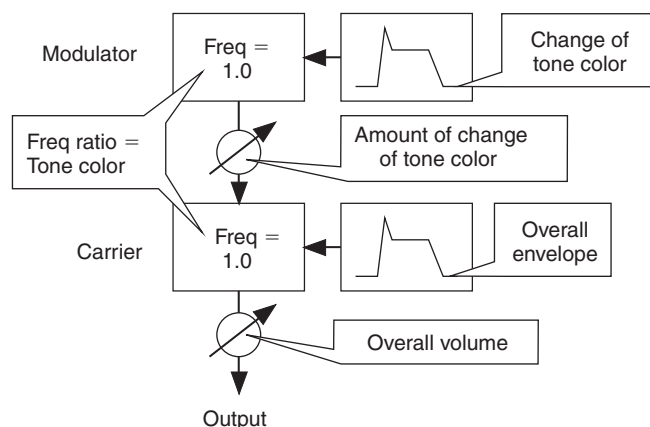 Modulator
Freq =
1.0
Change of
tone color
Freq ratio =
Tone color
Amount of change
of tone color
Carrier
Freq =
1.0
Overall
envelope
Overall volume
Output